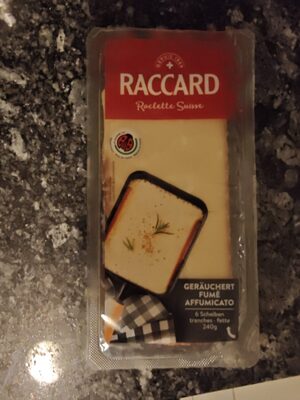 RACCARD
Raclette Suisse
GERÄUCHERT
FUMÉ
AFFUMICATO
6 Scheiben
tranches · fette
240g